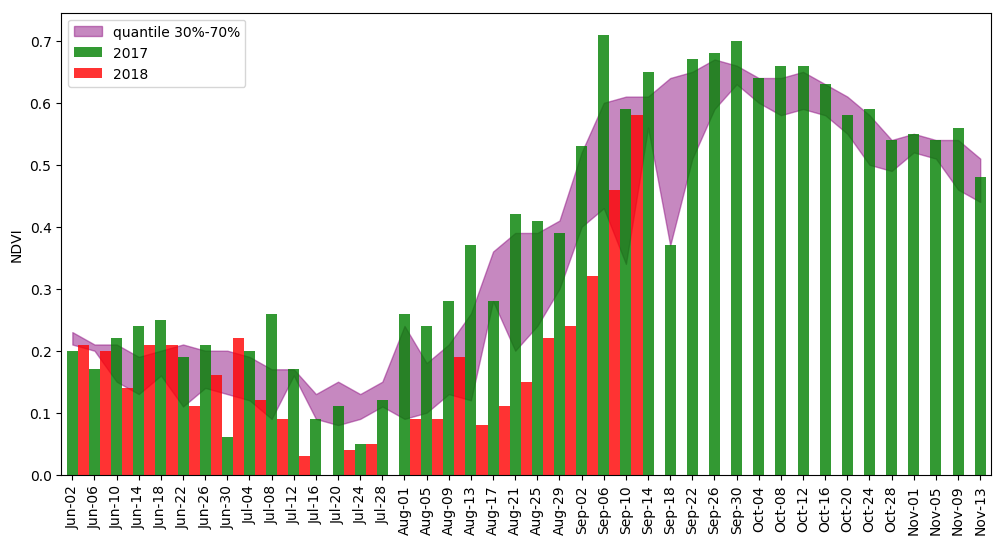 quantile 30%-70%
2017
2018
NDVI
0.7
0.6
0.5
0.4
0.3
0.2
0.1
0.0
Jun-02
Jun-06
Jun-10
Jun-14
Jun-18
Jun-22
Jun-26
Jun-30
Jul-04
Jul-08
Jul-12
Jul-16
Jul-20
Jul-24
Jul-28
Aug-01
Aug-05
Aug-09
Aug-13
Aug-17
Aug-21
Aug-25
Aug-29
Sep-02
Sep-06
Sep-10
Sep-14
Sep-18
Sep-22
Sep-26
Sep-30
Oct-04
Oct-08
Oct-12
Oct-16
Oct-20
Oct-24
Oct-28
Nov-01
Nov-05
Nov-09
Nov-13